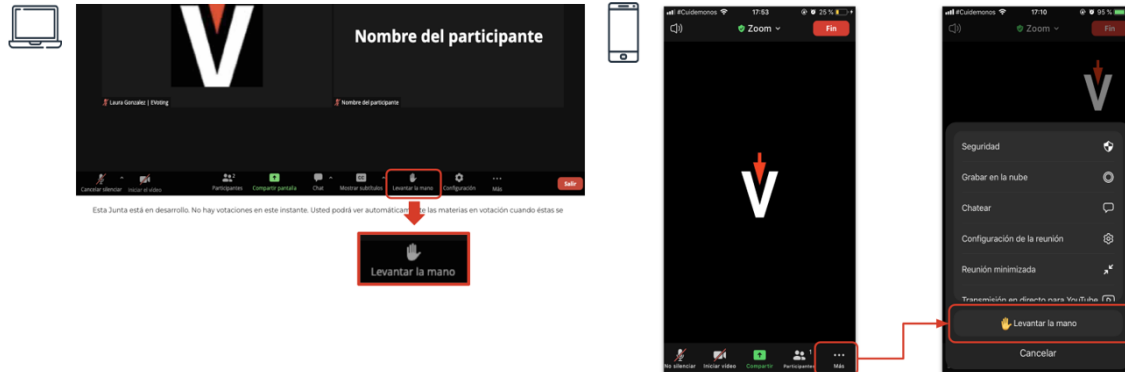 Nombre del participante
Laura Gonzalez | EVoting
Nombre del participante
Cancelar silenciar
Iniciar el video
Participantes
2
Compartir pantalla
Chat
Mostrar subtítulos
Levantar la mano
Configuración
Más
Salir
Esta Junta está en desarrollo. No hay votaciones en este instante. Usted podrá ver automáticam te las materias en votación cuando éstas se
Levantar la mano
#Cuidemonos 17:53 25 %
Zoom
Fin
V
No silenciar
Iniciar video
Compartir
Participantes
1
Más
#Cuidemonos 17:10 95 %
Zoom
Fin
V
Seguridad
Grabar en la nube
Chatear
Configuración de la reunión
Reunión minimizada
Transmisión en directo para YouTube
Levantar la mano
Cancelar